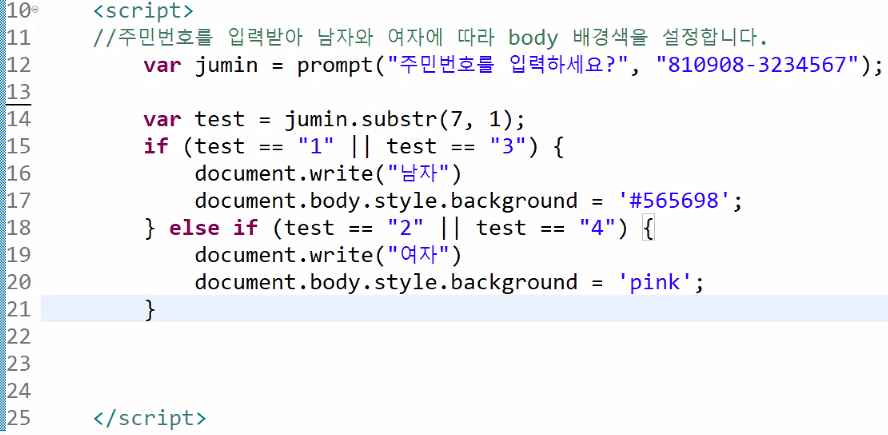 10 <script>
11 //주민번호를 입력받아 남자와 여자에 따라 body 배경색을 설정합니다.
12 var jumin = prompt("주민번호를 입력하세요?", "810908-3234567");
13
14 var test = jumin.substr(7, 1);
15 if (test == "1" || test == "3") {
16 document.write("남자")
17 document.body.style.background = '#565698';
18 } else if (test == "2" || test == "4") {
19 document.write("여자")
20 document.body.style.background = 'pink';
21 }
22
23
24
25 </script>